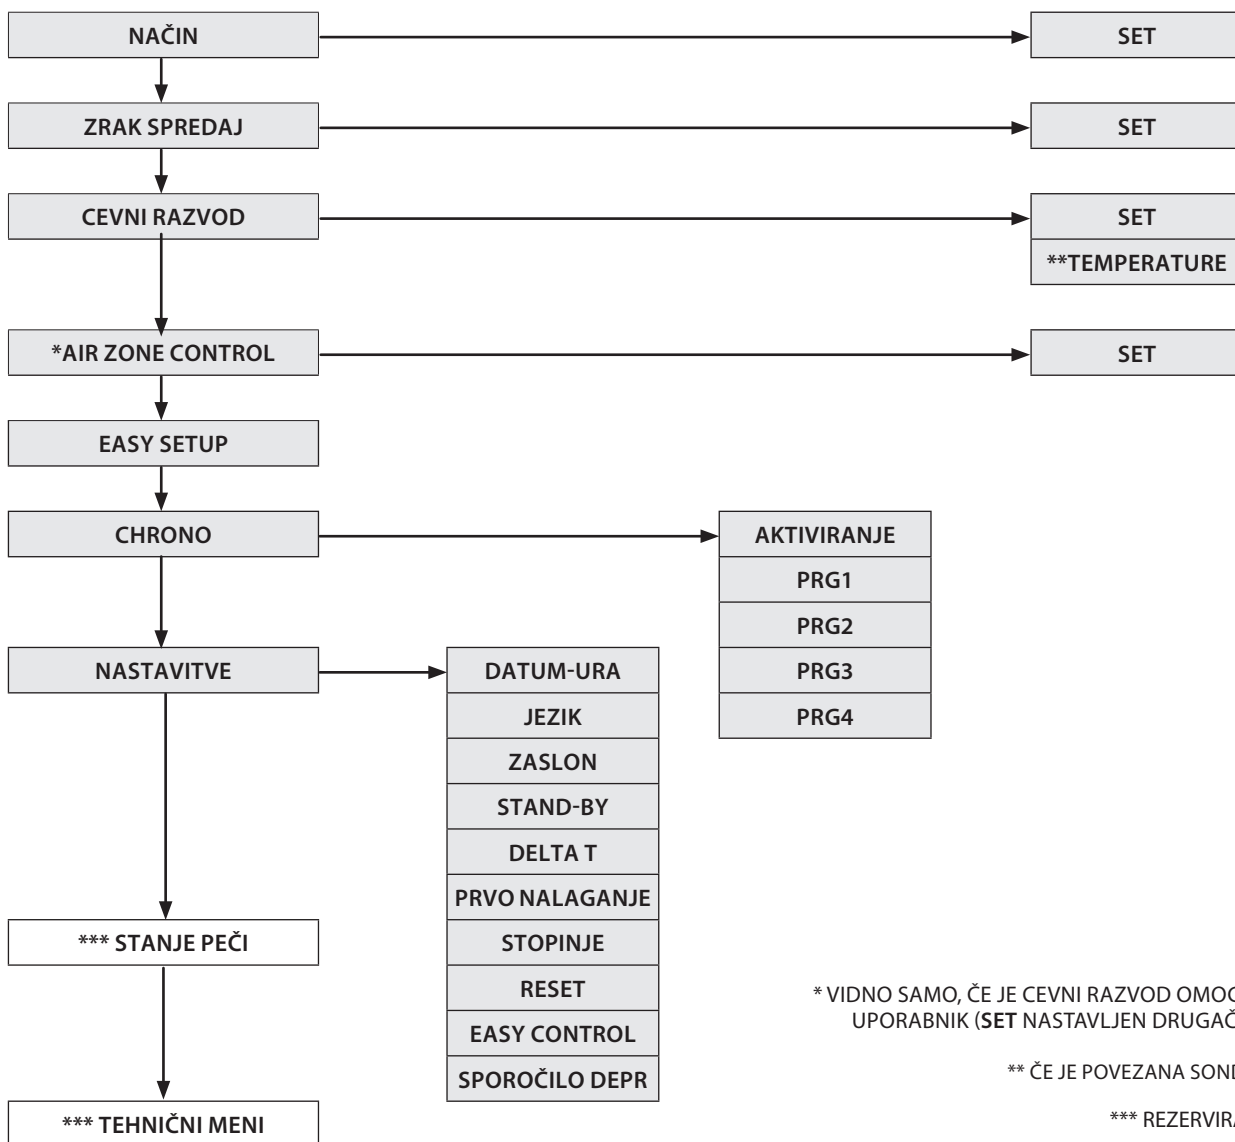 NAČIN
SET
ZRAK SPREDAJ
SET
CEVNI RAZVOD
SET
**TEMPERATURE
*AIR ZONE CONTROL
SET
EASY SETUP
CHRONO
AKTIVIRANJE
PRG1
PRG2
PRG3
PRG4
NASTAVITVE
DATUM-URA
JEZIK
ZASLON
STAND-BY
DELTA T
PRVO NALAGANJE
STOPINJE
RESET
EASY CONTROL
SPOROČILO DEPR
*** STANJE PEČI
*** TEHNIČNI MENI
* VIDNO SAMO, ČE JE CEVNI RAZVOD
UPORABNIK (SET NASTAVLJEN
** ČE JE POVEZANA
***